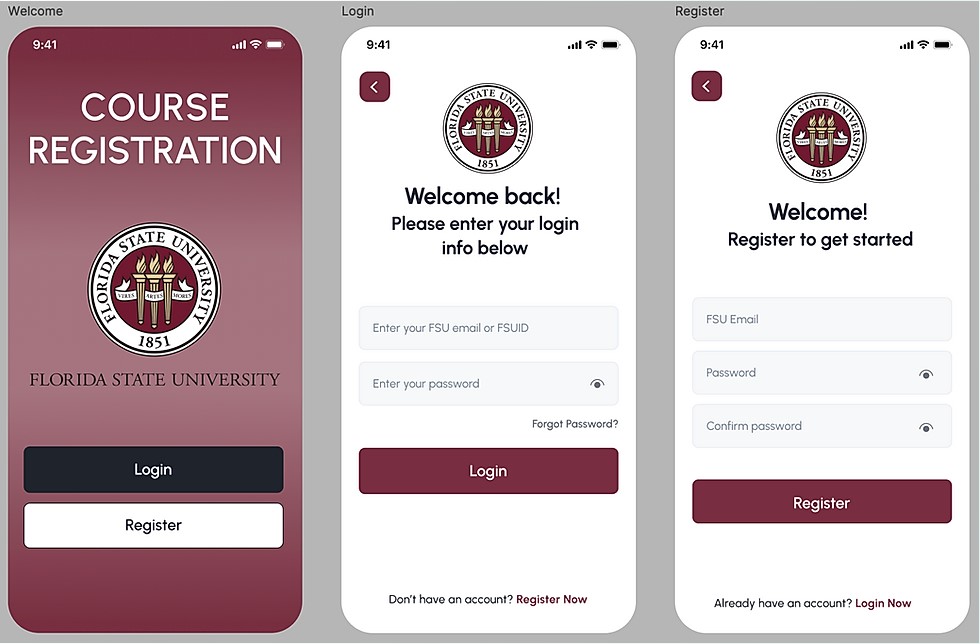 Welcome
9:41
COURSE
REGISTRATION
FLORIDA STATE UNIVERSITY
VIRES ARTES MORES
1851
FLORIDA STATE UNIVERSITY
Login
Register
Login
9:41
FLORIDA STATE UNIVERSITY
VIRES ARTES MORES
1851
Welcome back!
Please enter your login
info below
Enter your FSU email or FSUID
Enter your password
Forgot Password?
Login
Don't have an account? Register Now
Register
9:41
FLORIDA STATE UNIVERSITY
VIRES ARTES MORES
1851
Welcome!
Register to get started
FSU Email
Password
Confirm password
Register
Already have an account? Login Now